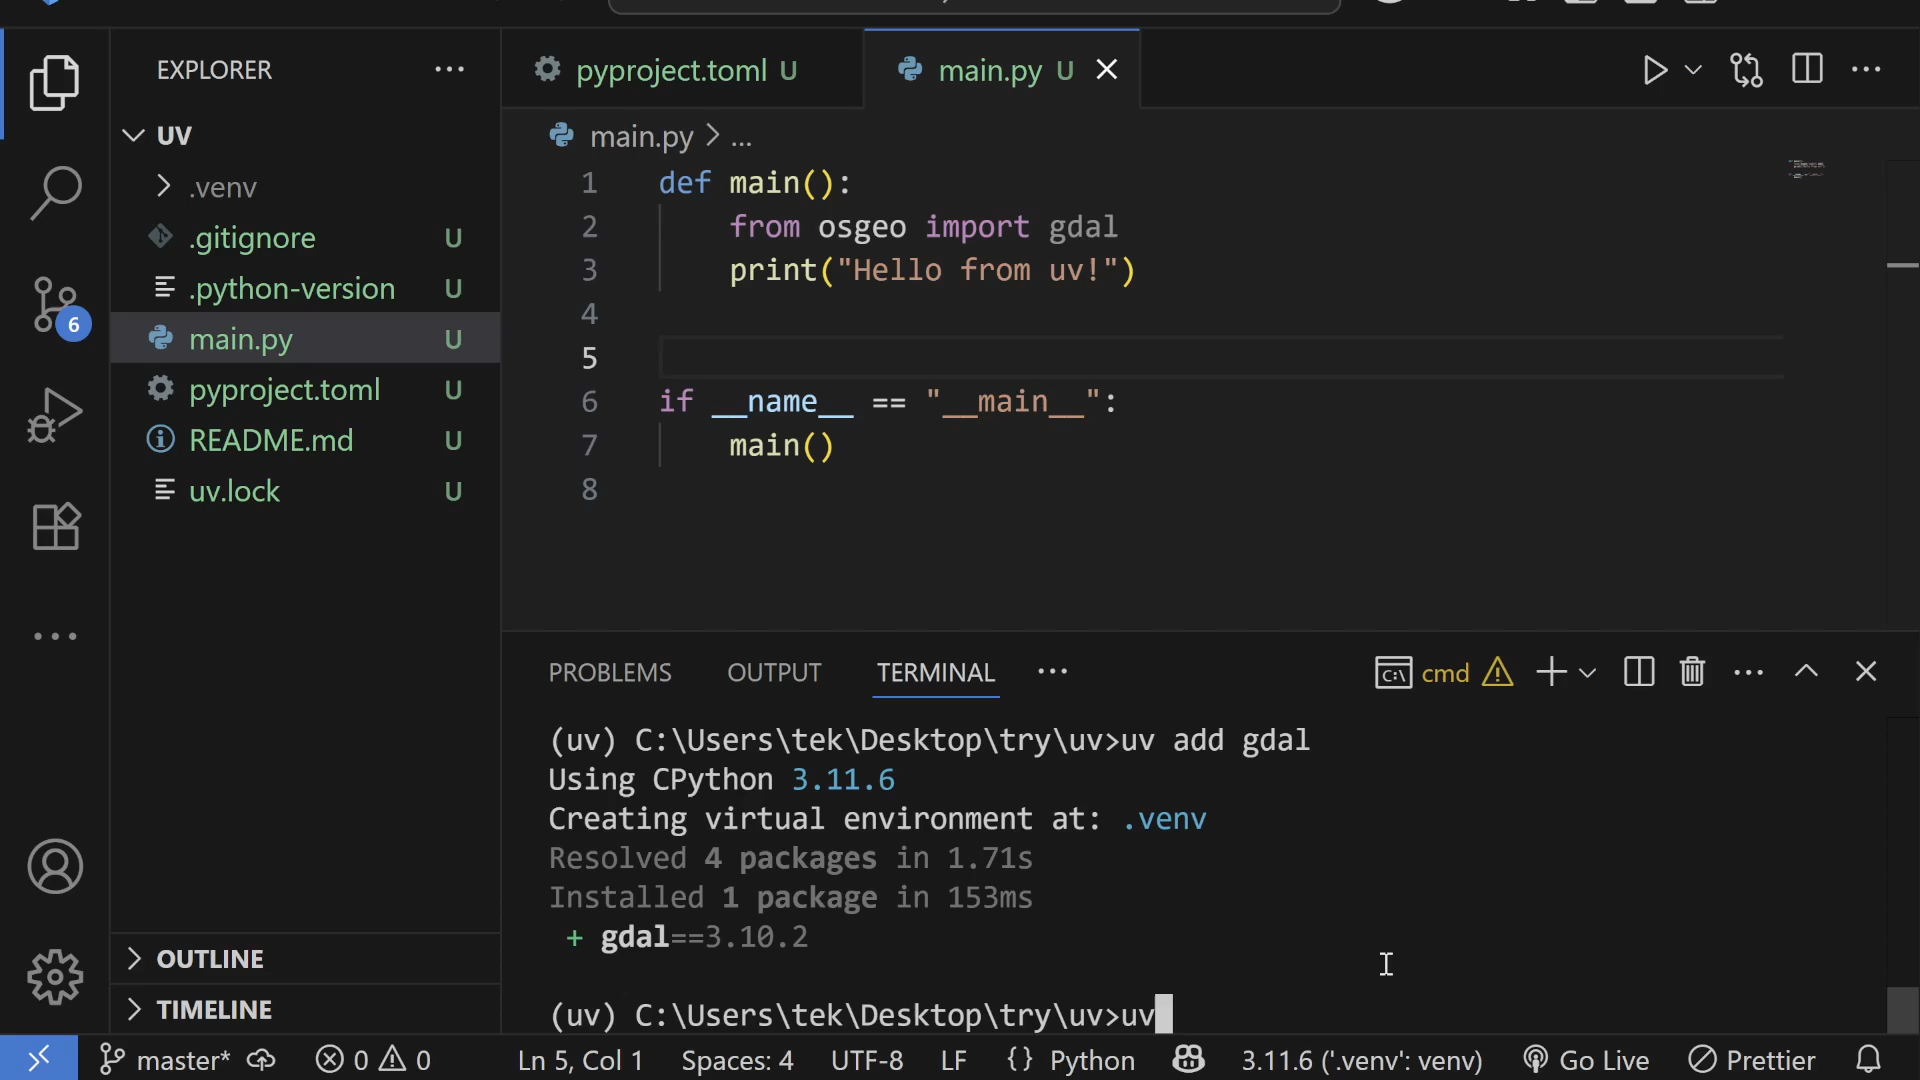 EXPLORER
UV
.venv
.gitignore U
.python-version U
main.py U
pyproject.toml U
README.md U
uv.lock U
OUTLINE
TIMELINE
6
pyproject.toml U
main.py U
main.py > ...
1 def main():
2     from osgeo import gdal
3     print("Hello from uv!")
4
5
6 if __name__ == "__main__":
7     main()
8
PROBLEMS OUTPUT TERMINAL
cmd
(uv) C:\Users\tek\Desktop\try\uv>uv add gdal
Using CPython 3.11.6
Creating virtual environment at: .venv
Resolved 4 packages in 1.71s
Installed 1 package in 153ms
 + gdal==3.10.2
(uv) C:\Users\tek\Desktop\try\uv>uv
master* 0 0 Ln 5, Col 1 Spaces: 4 UTF-8 LF {} Python 3.11.6 ('.venv': venv) Go Live Prettier